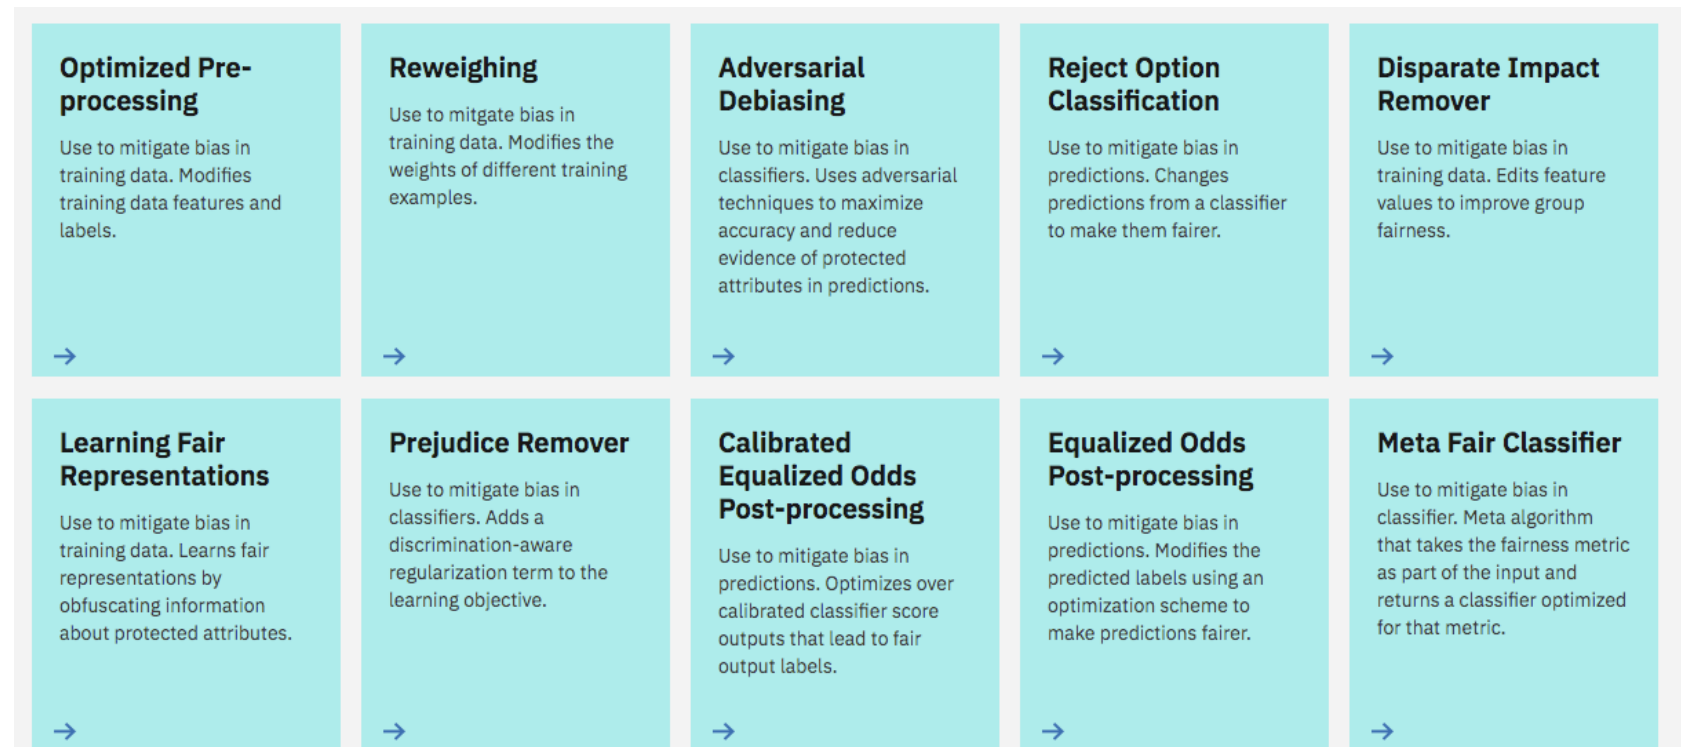 Optimized Pre-
processing
Use to mitigate bias in
training data. Modifies
training data features and
labels.
Reweighing
Use to mitgate bias in
training data. Modifies the
weights of different training
examples.
Adversarial
Debiasing
Use to mitigate bias in
classifiers. Uses adversarial
techniques to maximize
accuracy and reduce
evidence of protected
attributes in predictions.
Reject Option
Classification
Use to mitigate bias in
predictions. Changes
predictions from a classifier
to make them fairer.
Disparate Impact
Remover
Use to mitigate bias in
training data. Edits feature
values to improve group
fairness.
Learning Fair
Representations
Use to mitigate bias in
training data. Learns fair
representations by
obfuscating information
about protected attributes.
Prejudice Remover
Use to mitigate bias in
classifiers. Adds a
discrimination-aware
regularization term to the
learning objective.
Calibrated
Equalized Odds
Post-processing
Use to mitigate bias in
predictions. Optimizes over
calibrated classifier score
outputs that lead to fair
output labels.
Equalized Odds
Post-processing
Use to mitigate bias in
predictions. Modifies the
predicted labels using an
optimization scheme to
make predictions fairer.
Meta Fair Classifier
Use to mitigate bias in
classifier. Meta algorithm
that takes the fairness metric
as part of the input and
returns a classifier optimized
for that metric.